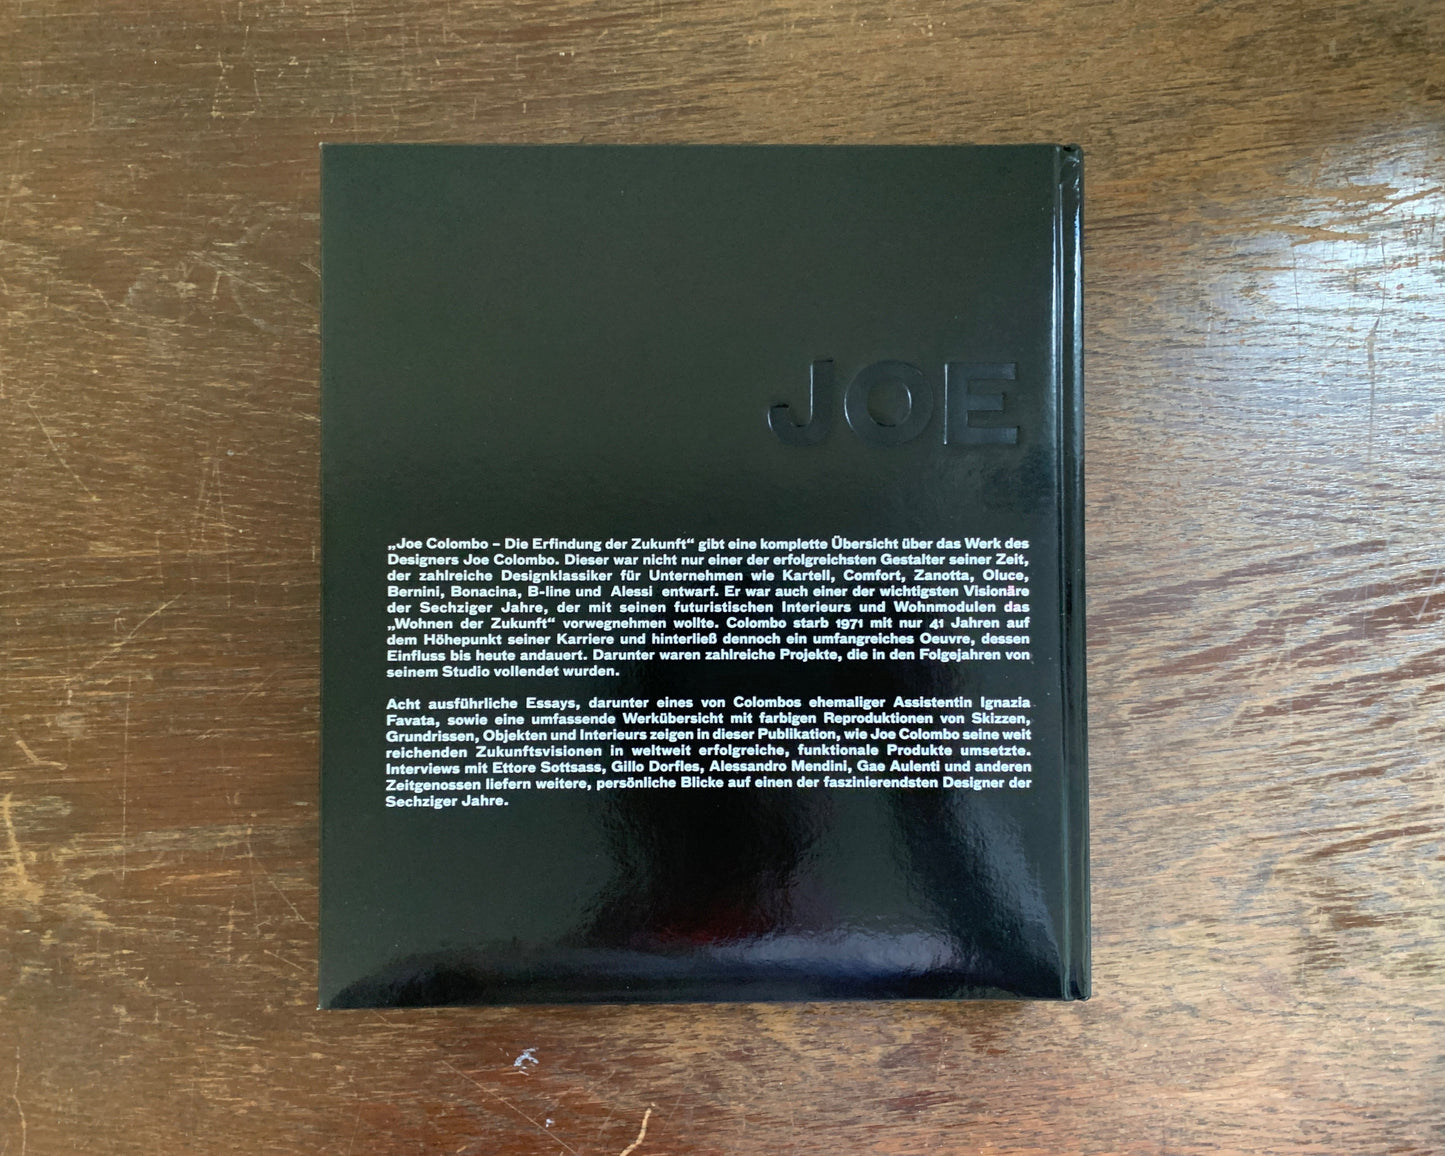 JOE
„Joe Colombo – Die Erfindung der Zukunft“ gibt eine komplette Übersicht über das Werk des
Designers Joe Colombo. Dieser war nicht nur einer der erfolgreichsten Gestalter seiner Zeit,
der zahlreiche Designklassiker für Unternehmen wie Kartell, Comfort, Zanotta, Oluce,
Bernini, Bonacina, B-line und Alessi entwarf. Er war auch einer der wichtigsten Visionäre
der Sechziger Jahre, der mit seinen futuristischen Interieurs und Wohnmodulen das
„Wohnen der Zukunft“ vorwegnehmen wollte. Colombo starb 1971 mit nur 41 Jahren auf
dem Höhepunkt seiner Karriere und hinterließ dennoch ein umfangreiches Oeuvre, dessen
Einfluss bis heute andauert. Darunter waren zahlreiche Projekte, die in den Folgejahren von
seinem Studio vollendet wurden.
Acht ausführliche Essays, darunter eines von Colombos ehemaliger Assistentin Ignazia
Favata, sowie eine umfassende Werkübersicht mit farbigen Reproduktionen von Skizzen,
Grundrissen, Objekten und Interieurs zeigen in dieser Publikation, wie Joe Colombo seine weit
reichenden Zukunftsvisionen in weltweit erfolgreiche, funktionale Produkte umsetzte.
Interviews mit Ettore Sottsass, Gillo Dorfles, Alessandro Mendini, Gae Aulenti und anderen
Zeitgenossen liefern weitere, persönliche Blicke auf einen der faszinierendsten Designer der
Sechziger Jahre.